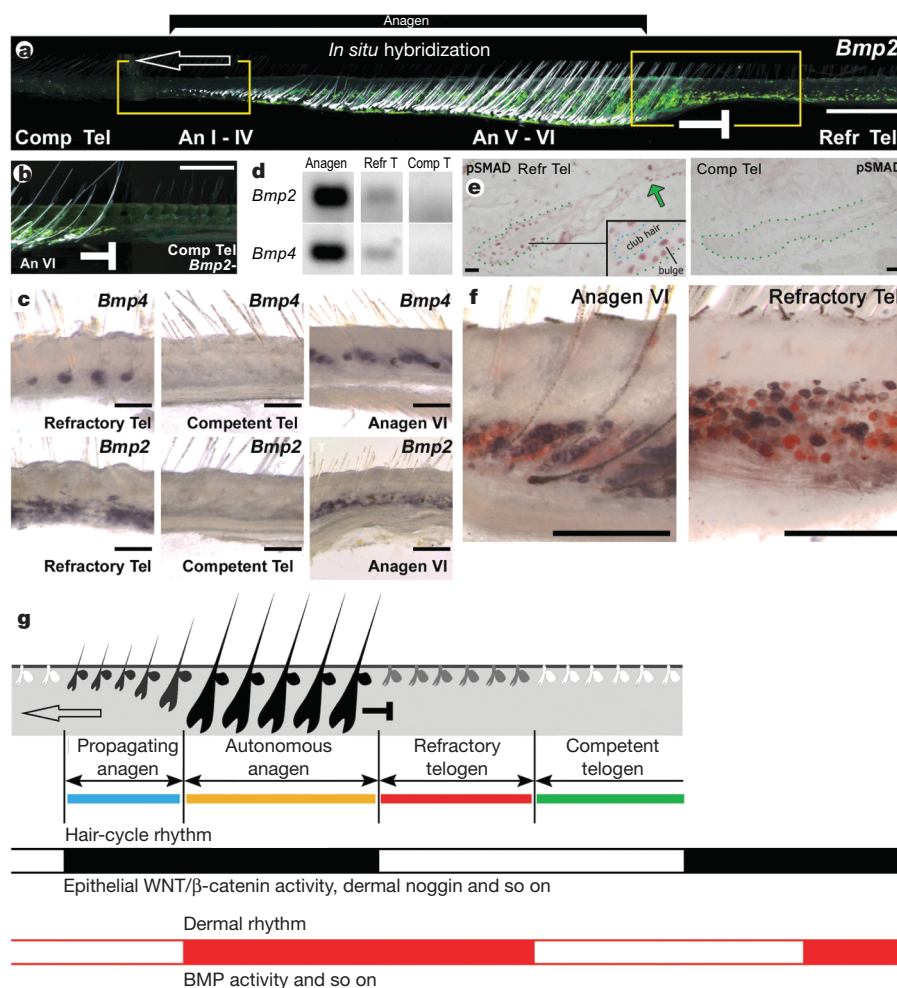 Anagen
a
In situ hybridization
Bmp2
Comp Tel
An I - IV
An V - VI
Refr Tel
b
An VI
Comp Tel
Bmp2-
d
Anagen
Refr T
Comp T
Bmp2
Bmp4
e
pSMAD
Refr Tel
Comp Tel
pSMAD
club hair
bulge
c
Bmp4
Bmp4
Bmp4
Refractory Tel
Competent Tel
Anagen VI
Bmp2
Bmp2
Bmp2
Refractory Tel
Competent Tel
Anagen VI
f
Anagen VI
Refractory Tel
g
Propagating
anagen
Autonomous
anagen
Refractory
telogen
Competent
telogen
Hair-cycle rhythm
Epithelial WNT/β-catenin activity, dermal noggin and so on
Dermal rhythm
BMP activity and so on